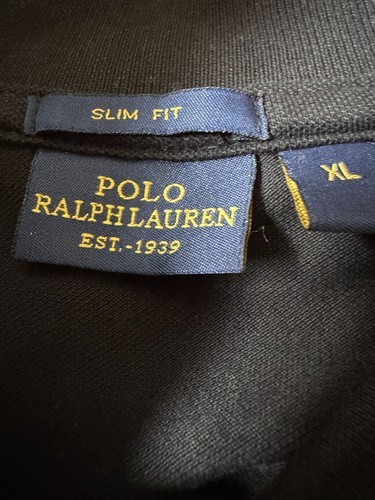 SLIM FIT
POLO
RALPH LAUREN
EST.-1939
XL